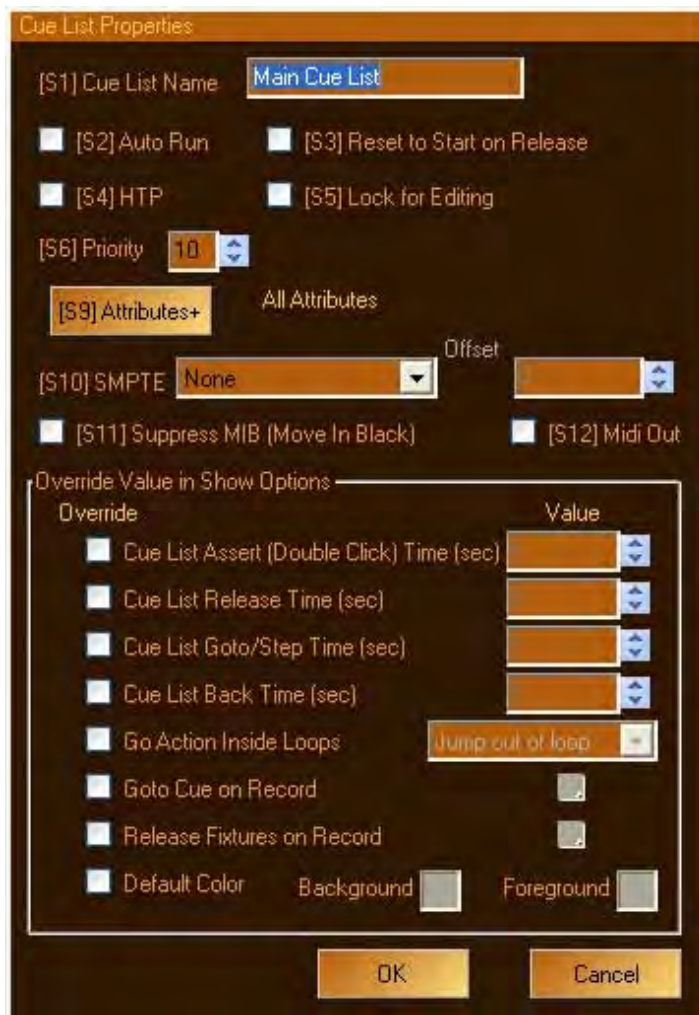 Cue List Properties
[S1] Cue List Name Main Cue List
[S2] Auto Run [S3] Reset to Start on Release
[S4] HTP [S5] Lock for Editing
[S6] Priority 10
[S9] Attributes+ All Attributes
Offset
[S10] SMPTE None
[S11] Suppress MIB (Move In Black) [S12] Midi Out
Override Value in Show Options
Override Value
Cue List Assert (Double Click) Time (sec)
Cue List Release Time (sec)
Cue List Goto/Step Time (sec)
Cue List Back Time (sec)
Go Action Inside Loops Jump out of loop
Goto Cue on Record
Release Fixtures on Record
Default Color Background Foreground
OK Cancel